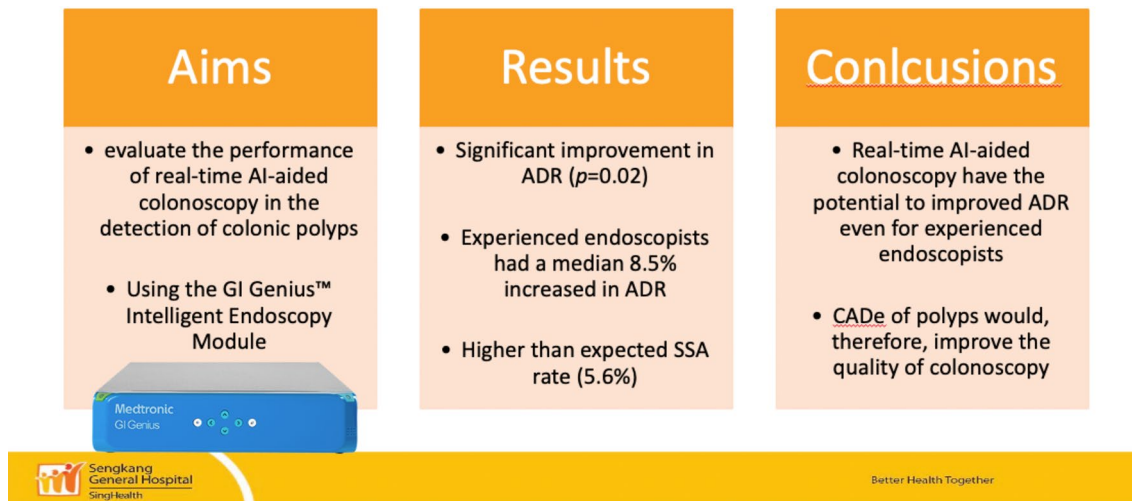 Aims
• evaluate the performance
of real-time AI-aided
colonoscopy in the
detection of colonic polyps
• Using the GI Genius™
Intelligent Endoscopy
Module
Medtronic
GI Genius
Results
• Significant improvement in
ADR (p=0.02)
• Experienced endoscopists
had a median 8.5%
increased in ADR
• Higher than expected SSA
rate (5.6%)
Conlcusions
• Real-time AI-aided
colonoscopy have the
potential to improved ADR
even for experienced
endoscopists
• CADe of polyps would,
therefore, improve the
quality of colonoscopy
Sengkang
General Hospital
SingHealth
Better Health Together